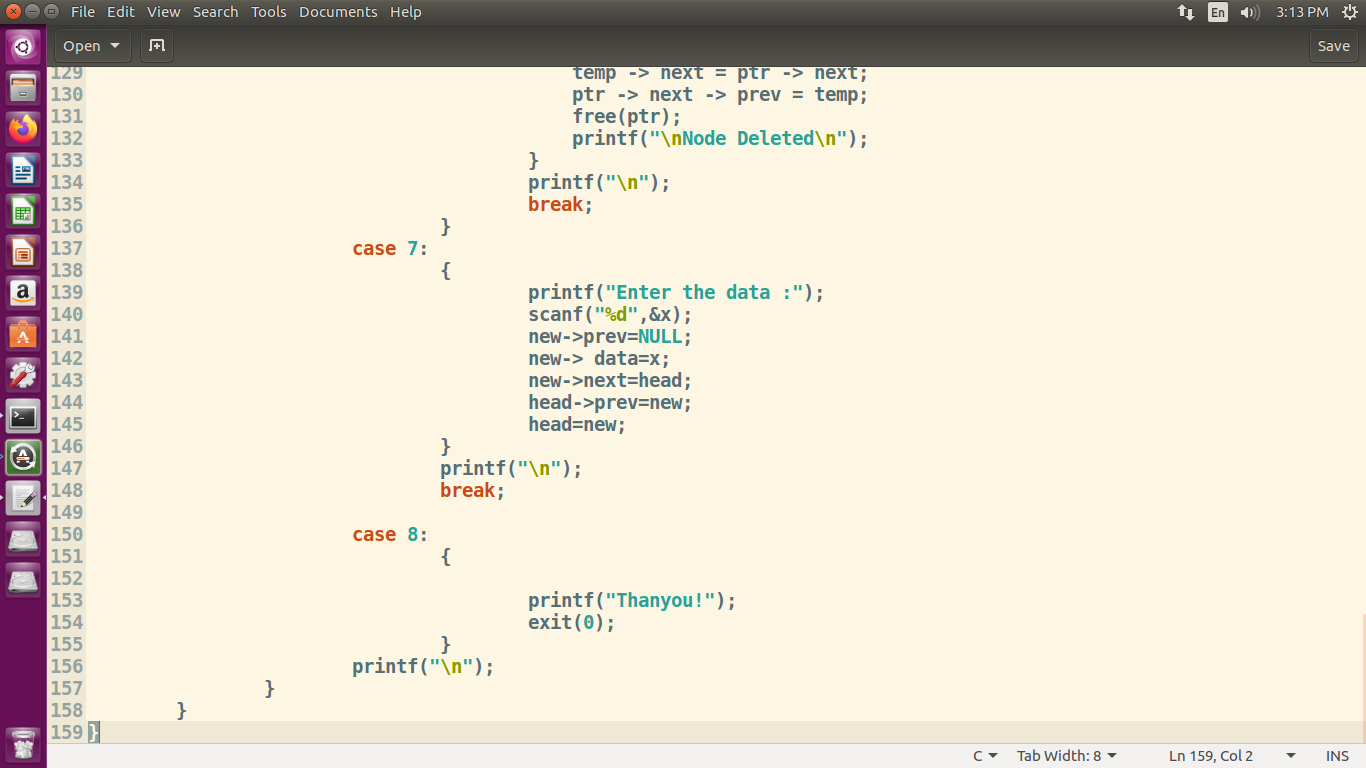 File Edit View Search Tools Documents Help
En
3:13 PM
Open
Save
129 temp -> next = ptr -> next;
130 ptr -> next -> prev = temp;
131 free(ptr);
132 printf("\nNode Deleted\n");
133 }
134 printf("\n");
135 break;
136 }
137 case 7:
138 {
139 printf("Enter the data :");
140 scanf("%d",&x);
141 new->prev=NULL;
142 new-> data=x;
143 new->next=head;
144 head->prev=new;
145 head=new;
146 }
147 printf("\n");
148 break;
149
150 case 8:
151 {
152
153 printf("Thanyou!");
154 exit(0);
155 }
156 printf("\n");
157 }
158 }
159 }
C Tab Width: 8 Ln 159, Col 2 INS